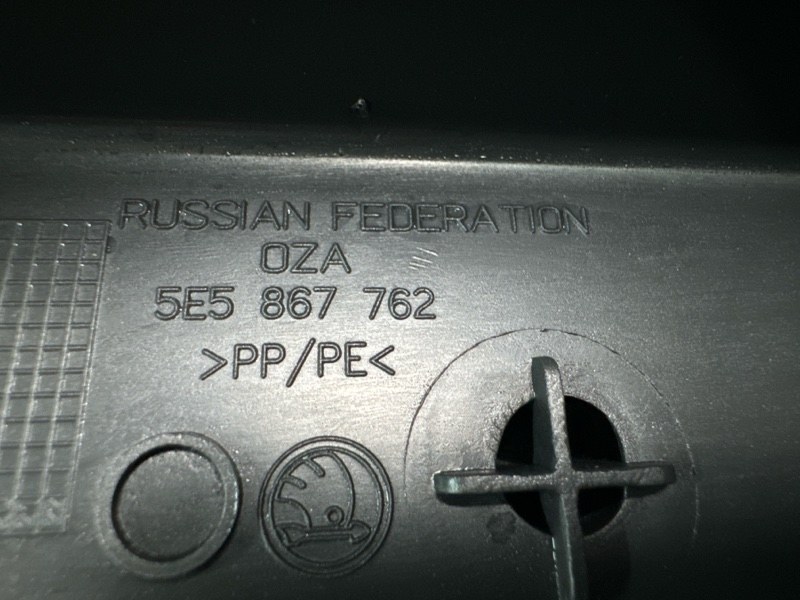 RUSSIAN FEDERATION
OZA
5E5 867 762
>PP/PE<